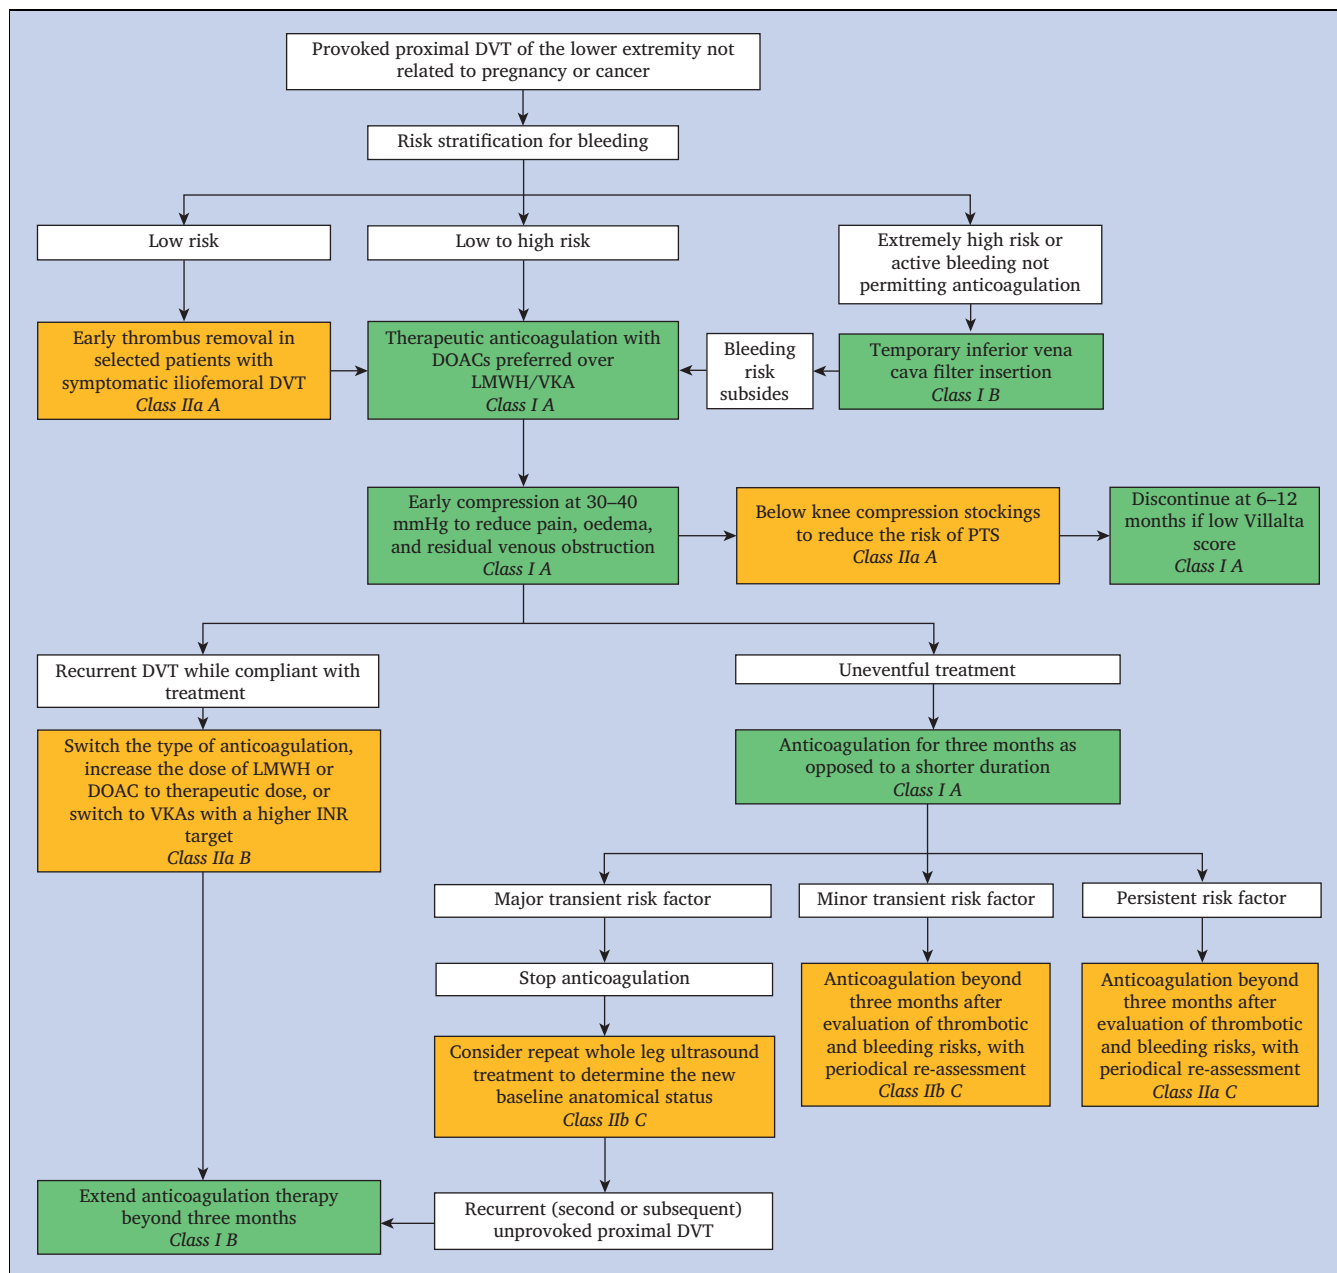 Provoked proximal DVT of the lower extremity not
related to pregnancy or cancer
Risk stratification for bleeding
Low risk
Low to high risk
Extremely high risk or
active bleeding not
permitting anticoagulation
Early thrombus removal in
selected patients with
symptomatic iliofemoral DVT
Class IIa A
Therapeutic anticoagulation with
DOACs preferred over
LMWH/VKA
Class I A
Bleeding
risk
subsides
Temporary inferior vena
cava filter insertion
Class I B
Early compression at 30–40
mmHg to reduce pain, oedema,
and residual venous obstruction
Class I A
Below knee compression stockings
to reduce the risk of PTS
Class IIa A
Discontinue at 6–12
months if low Villalta
score
Class I A
Recurrent DVT while compliant with
treatment
Uneventful treatment
Switch the type of anticoagulation,
increase the dose of LMWH or
DOAC to therapeutic dose, or
switch to VKAs with a higher INR
target
Class IIa B
Anticoagulation for three months as
opposed to a shorter duration
Class I A
Major transient risk factor
Minor transient risk factor
Persistent risk factor
Stop anticoagulation
Anticoagulation beyond
three months after
evaluation of thrombotic
and bleeding risks, with
periodical re-assessment
Class IIb C
Anticoagulation beyond
three months after
evaluation of thrombotic
and bleeding risks, with
periodical re-assessment
Class IIa C
Consider repeat whole leg ultrasound
treatment to determine the new
baseline anatomical status
Class IIb C
Extend anticoagulation therapy
beyond three months
Class I B
Recurrent (second or subsequent)
unprovoked proximal DVT